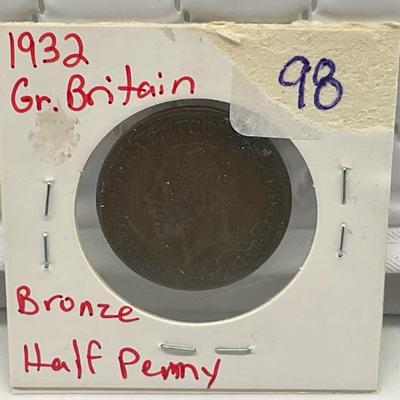 1932
Gr. Britain
98
Bronze
Half Penny